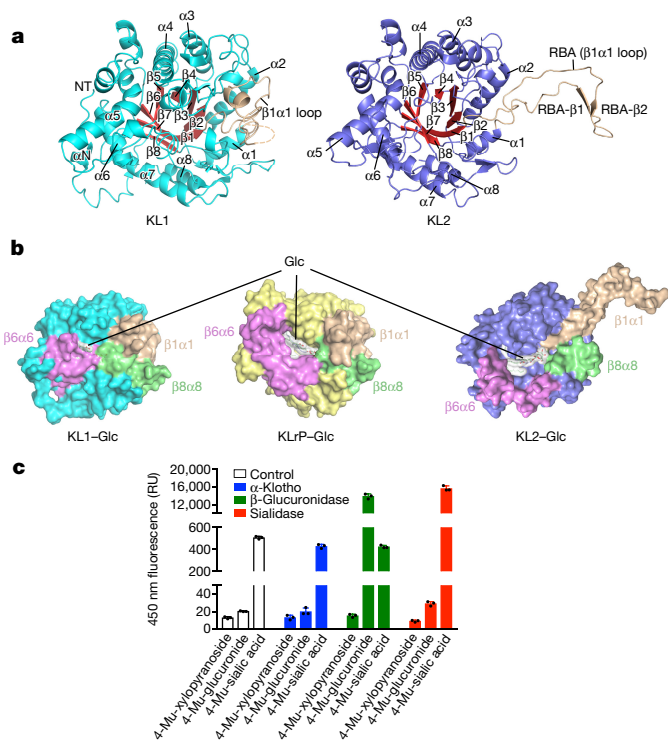 a
α3
α4
α2
β5
β4
NT
β6
β1α1 loop
α5
β7
β3
β2
β1
αN
β8
α1
α6
α7
α8
KL1
α4
α3
RBA (β1α1 loop)
β5
β4
α2
β6
β3
RBA-β1
RBA-β2
β7
β2
β1
α1
α5
β8
α6
α8
α7
KL2
b
Glc
β6α6
β1α1
β8α8
KL1–Glc
β6α6
β1α1
β8α8
KLrP–Glc
β1α1
β8α8
β6α6
KL2–Glc
c
450 nm fluorescence (RU)
20,000
16,000
12,000
600
400
200
40
20
0
Control
α-Klotho
β-Glucuronidase
Sialidase
4-Mu-xylopyranoside
4-Mu-glucuronide
4-Mu-sialic acid
4-Mu-xylopyranoside
4-Mu-glucuronide
4-Mu-sialic acid
4-Mu-xylopyranoside
4-Mu-glucuronide
4-Mu-sialic acid
4-Mu-xylopyranoside
4-Mu-glucuronide
4-Mu-sialic acid